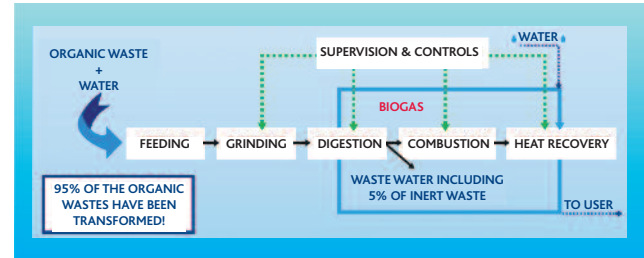 ORGANIC WASTE
+
WATER
SUPERVISION & CONTROLS
WATER
BIOGAS
FEEDING
GRINDING
DIGESTION
COMBUSTION
HEAT RECOVERY
WASTE WATER INCLUDING
5% OF INERT WASTE
95% OF THE ORGANIC
WASTES HAVE BEEN
TRANSFORMED!
TO USER